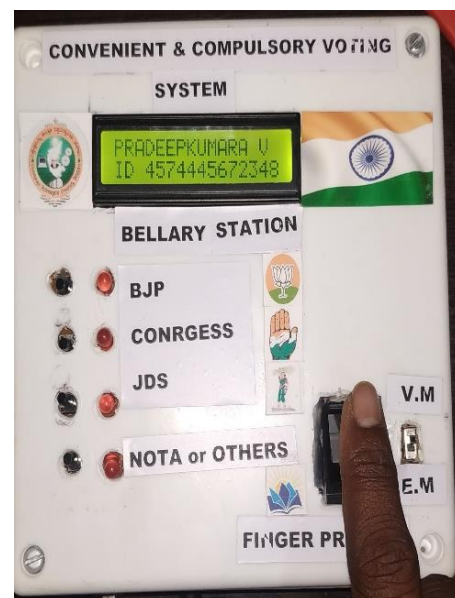 CONVENIENT & COMPULSORY VOTING
SYSTEM
PRADEEPKUMARA V
ID 4574445672348
BELLARY STATION
BJP
CONRGESS
JDS
V.M
NOTA or OTHERS
E.M
FINGER PR